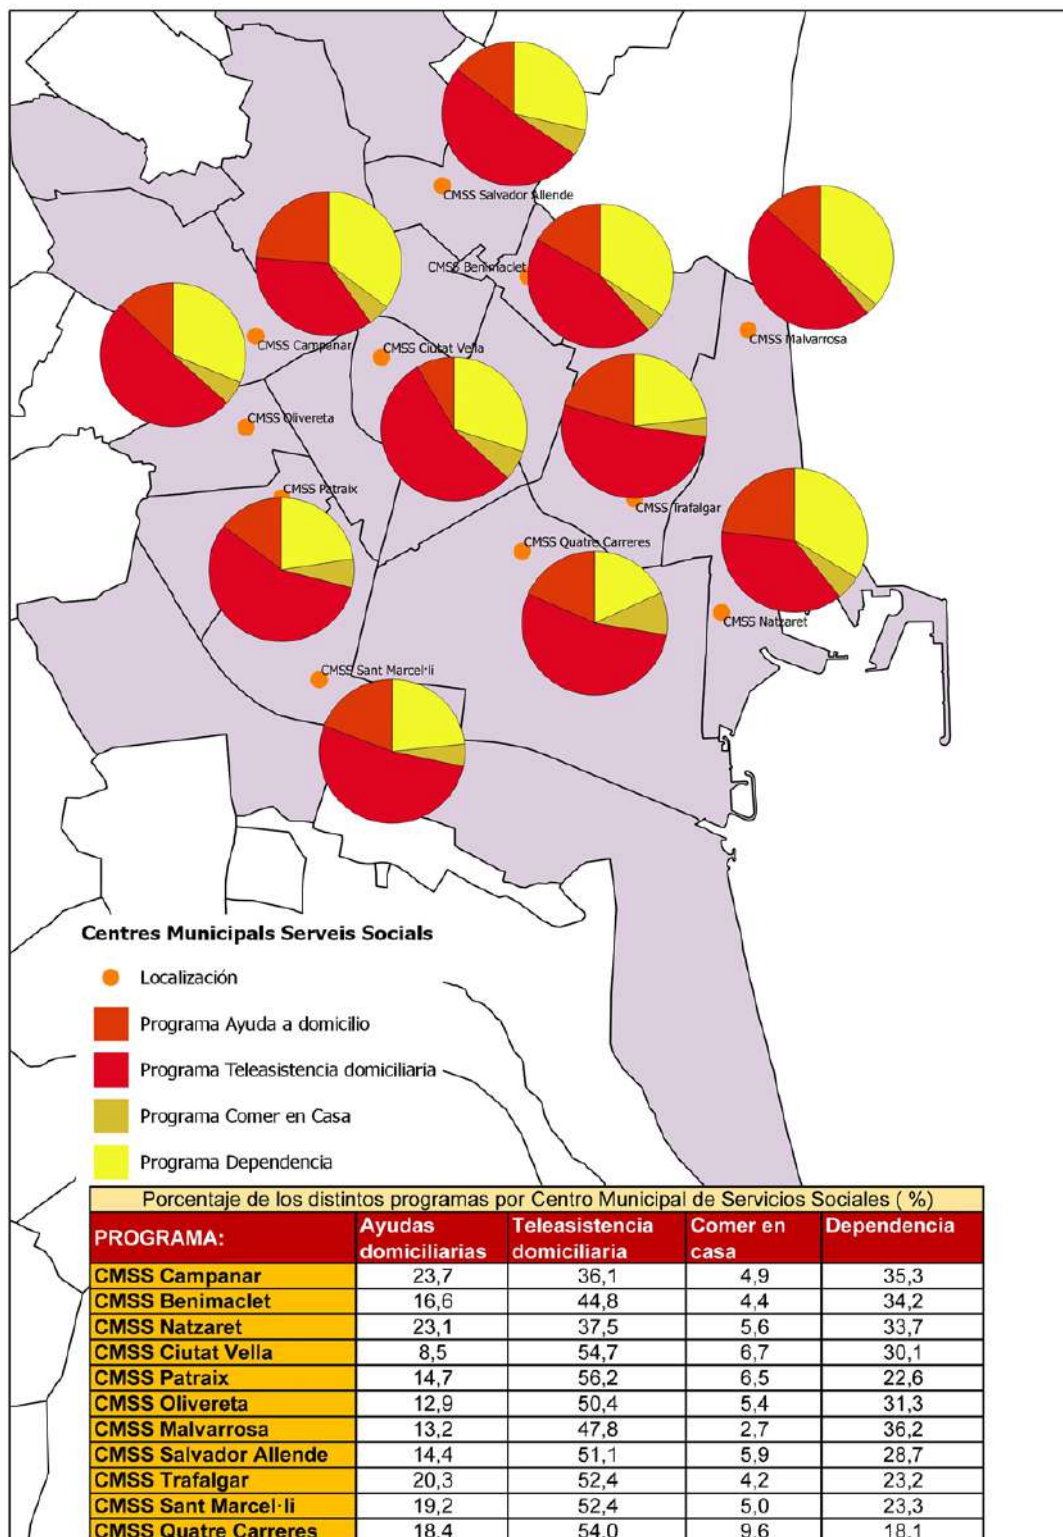 CMSS Salvador Allende
CMSS Benimaclet
CMSS Malvarrosa
CMSS Campanar
CMSS Ciutat Vella
CMSS Olivereta
CMSS Patraix
CMSS Trafalgar
CMSS Quatre Carreres
CMSS Natzaret
CMSS Sant Marcel·li
Centres Municipals Serveis Socials
Localización
Programa Ayuda a domicilio
Programa Teleasistencia domiciliaria
Programa Comer en Casa
Programa Dependencia
Porcentaje de los distintos programas por Centro Municipal de Servicios Sociales ( %)
PROGRAMA: Ayudas domiciliarias Teleasistencia domiciliaria Comer en casa Dependencia
CMSS Campanar 23,7 36,1 4,9 35,3
CMSS Benimaclet 16,6 44,8 4,4 34,2
CMSS Natzaret 23,1 37,5 5,6 33,7
CMSS Ciutat Vella 8,5 54,7 6,7 30,1
CMSS Patraix 14,7 56,2 6,5 22,6
CMSS Olivereta 12,9 50,4 5,4 31,3
CMSS Malvarrosa 13,2 47,8 2,7 36,2
CMSS Salvador Allende 14,4 51,1 5,9 28,7
CMSS Trafalgar 20,3 52,4 4,2 23,2
CMSS Sant Marcel·li 19,2 52,4 5,0 23,3
CMSS Quatre Carreres 18,4 54,0 9,6 18,1